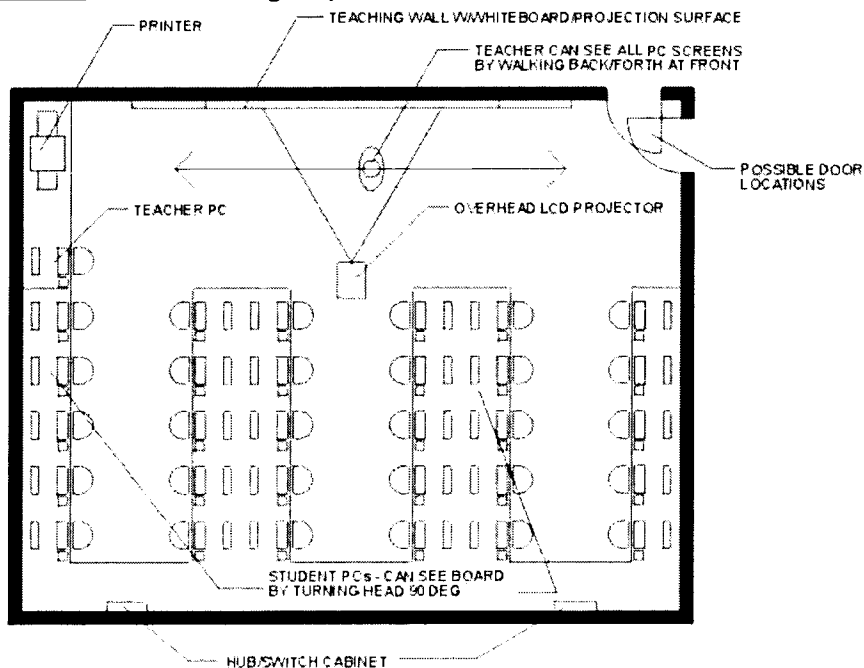 PRINTER
TEACHING WALL W/WHITEBOARD/PROJECTION SURFACE
TEACHER CAN SEE ALL PC SCREENS
BY WALKING BACK/FORTH AT FRONT
POSSIBLE DOOR
LOCATIONS
TEACHER PC
OVERHEAD LCD PROJECTOR
STUDENT PCs - CAN SEE BOARD
BY TURNING HEAD 90 DEG
HUB/SWITCH CABINET